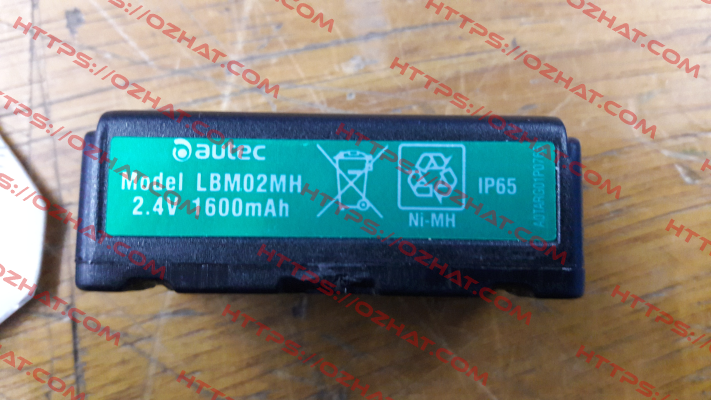 autec
Model LBM02MH
2.4V 1600mAh
Ni-MH
IP65
HTTPS://OZHAT.COM